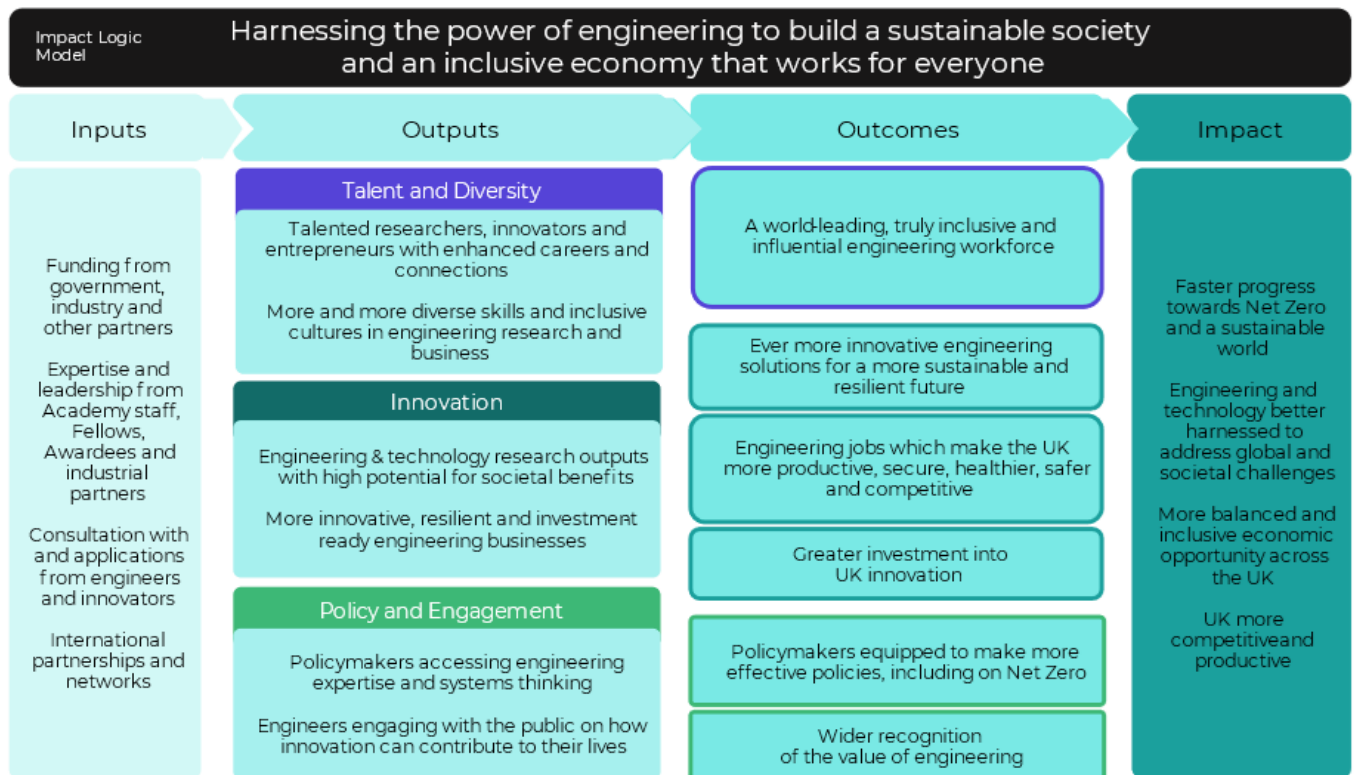 Impact Logic
Model
Harnessing the power of engineering to build a sustainable society
and an inclusive economy that works for everyone
Inputs
Outputs
Outcomes
Impact
Funding from
government,
industry and
other partners
Expertise and
leadership from
Academy staff,
Fellows,
Awardees and
industrial
partners
Consultation with
and applications
from engineers
and innovators
International
partnerships and
networks
Talent and Diversity
Talented researchers, innovators and
entrepreneurs with enhanced careers and
connections
More and more diverse skills and inclusive
cultures in engineering research and
business
Innovation
Engineering & technology research outputs
with high potential for societal benefits
More innovative, resilient and investment-
ready engineering businesses
Policy and Engagement
Policymakers accessing engineering
expertise and systems thinking
Engineers engaging with the public on how
innovation can contribute to their lives
A world-leading, truly inclusive and
influential engineering workforce
Ever more innovative engineering
solutions for a more sustainable and
resilient future
Engineering jobs which make the UK
more productive, secure, healthier, safer
and competitive
Greater investment into
UK innovation
Policymakers equipped to make more
effective policies, including on Net Zero
Wider recognition
of the value of engineering
Faster progress
towards Net Zero
and a sustainable
world
Engineering and
technology better
harnessed to
address global and
societal challenges
More balanced and
inclusive economic
opportunity across
the UK
UK more
competitiveand
productive